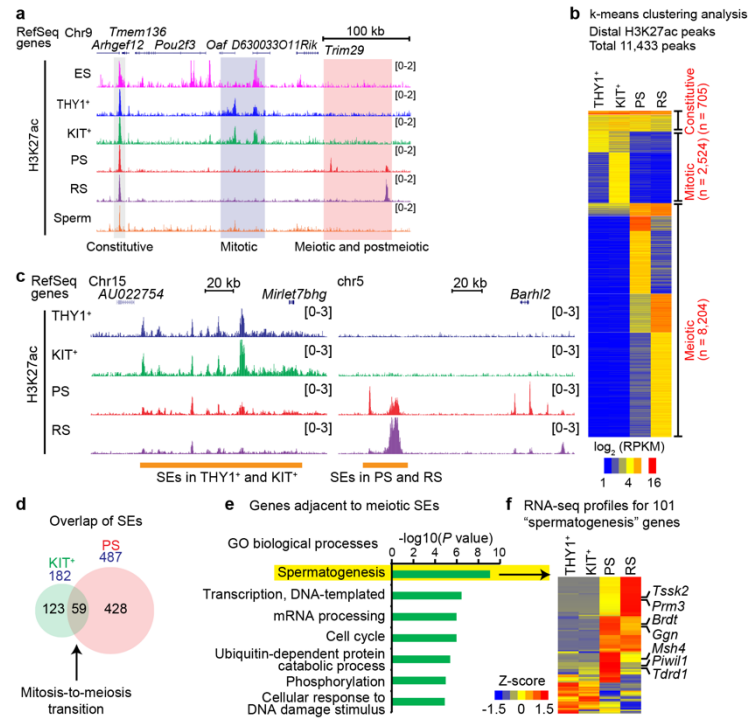 a
RefSeq genes
Chr9
100 kb
Tmem136
Arhgef12
Pou2f3
Oaf
D630033O11Rik
Trim29
H3K27ac
ES
[0-2]
THY1+
[0-2]
KIT+
[0-2]
PS
[0-2]
RS
[0-2]
Sperm
[0-2]
Constitutive
Mitotic
Meiotic and postmeiotic
b
k-means clustering analysis
Distal H3K27ac peaks
Total 11,433 peaks
THY1+
KIT+
PS
RS
Constitutive
(n = 705)
Mitotic
(n = 2,524)
Meiotic
(n = 8,204)
log2 (RPKM)
1 4 16
c
RefSeq genes
Chr15
20 kb
AU022754
Mirlet7bhg
chr5
20 kb
Barhl2
H3K27ac
THY1+
[0-3]
[0-3]
KIT+
[0-3]
[0-3]
PS
[0-3]
[0-3]
RS
[0-3]
[0-3]
SEs in THY1+ and KIT+
SEs in PS and RS
d
Overlap of SEs
KIT+
182
PS
487
123
59
428
Mitosis-to-meiosis
transition
e
Genes adjacent to meiotic SEs
-log10(P value)
GO biological processes
0 2 4 6 8 10
Spermatogenesis
Transcription, DNA-templated
mRNA processing
Cell cycle
Ubiquitin-dependent protein
catabolic process
Phosphorylation
Cellular response to
DNA damage stimulus
Z-score
-1.5 0 1.5
f
RNA-seq profiles for 101
"spermatogenesis" genes
THY1+
KIT+
PS
RS
Tssk2
Prm3
Brdt
Ggn
Msh4
Piwil1
Tdrd1